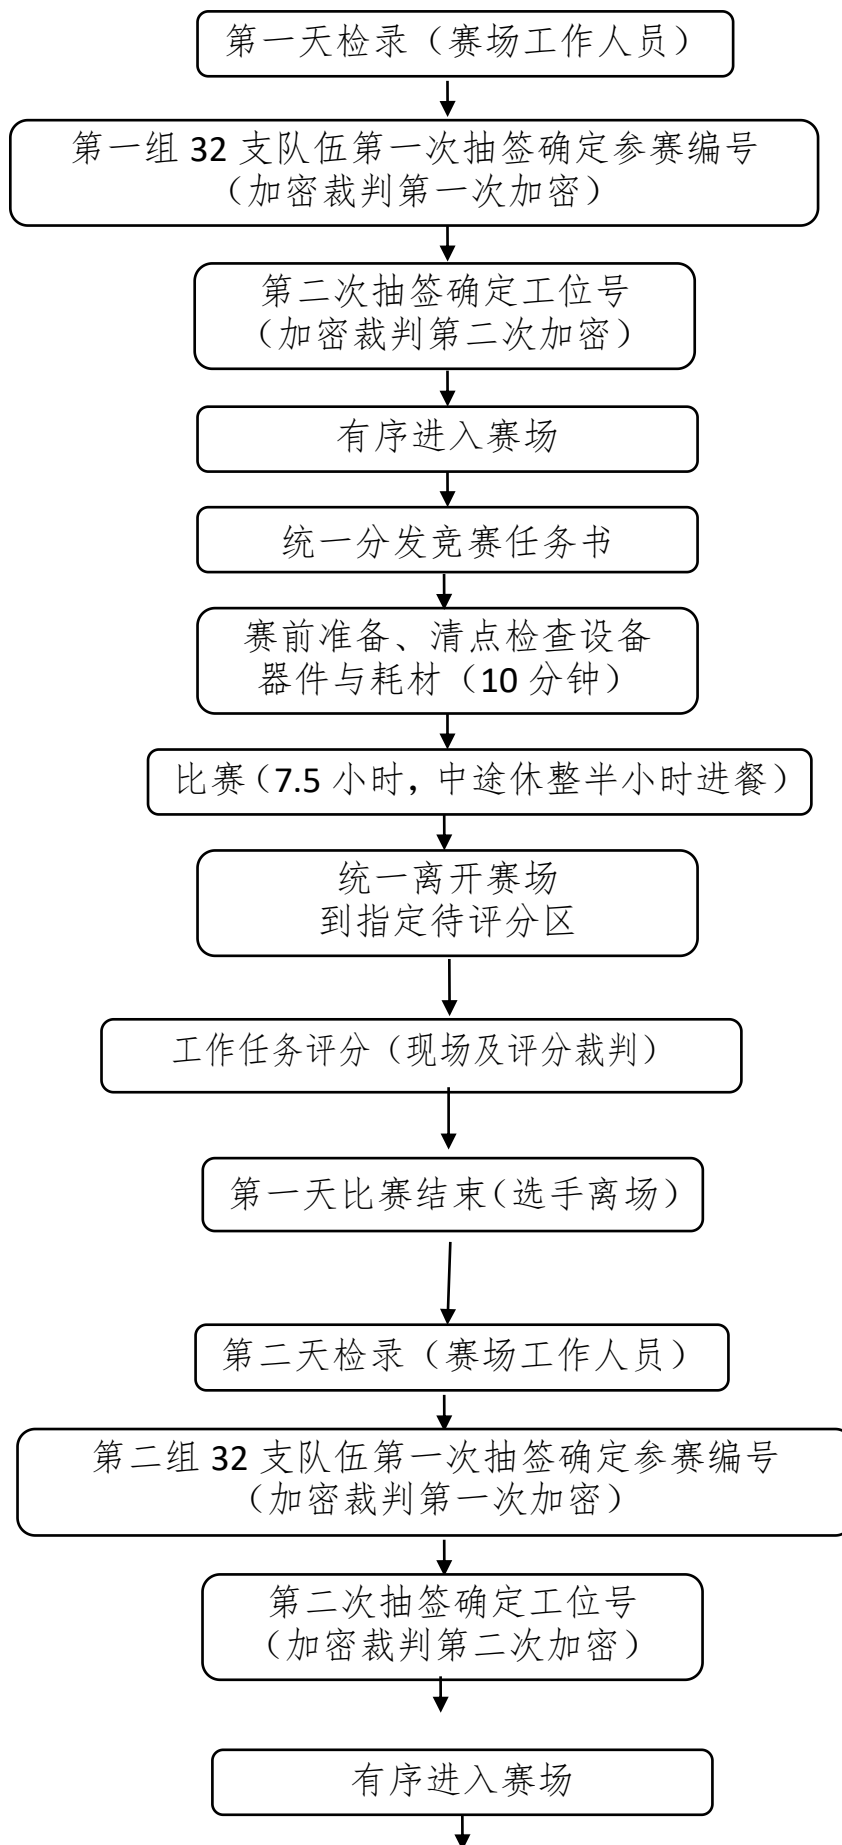 第一天检录（赛场工作人员）
第一组 32 支队伍第一次抽签确定参赛编号
（加密裁判第一次加密）
第二次抽签确定工位号
（加密裁判第二次加密）
有序进入赛场
统一分发竞赛任务书
赛前准备、清点检查设备
器件与耗材（10 分钟）
比赛（7.5 小时，中途休整半小时进餐）
统一离开赛场
到指定待评分区
工作任务评分（现场及评分裁判）
第一天比赛结束（选手离场）
第二天检录（赛场工作人员）
第二组 32 支队伍第一次抽签确定参赛编号
（加密裁判第一次加密）
第二次抽签确定工位号
（加密裁判第二次加密）
有序进入赛场